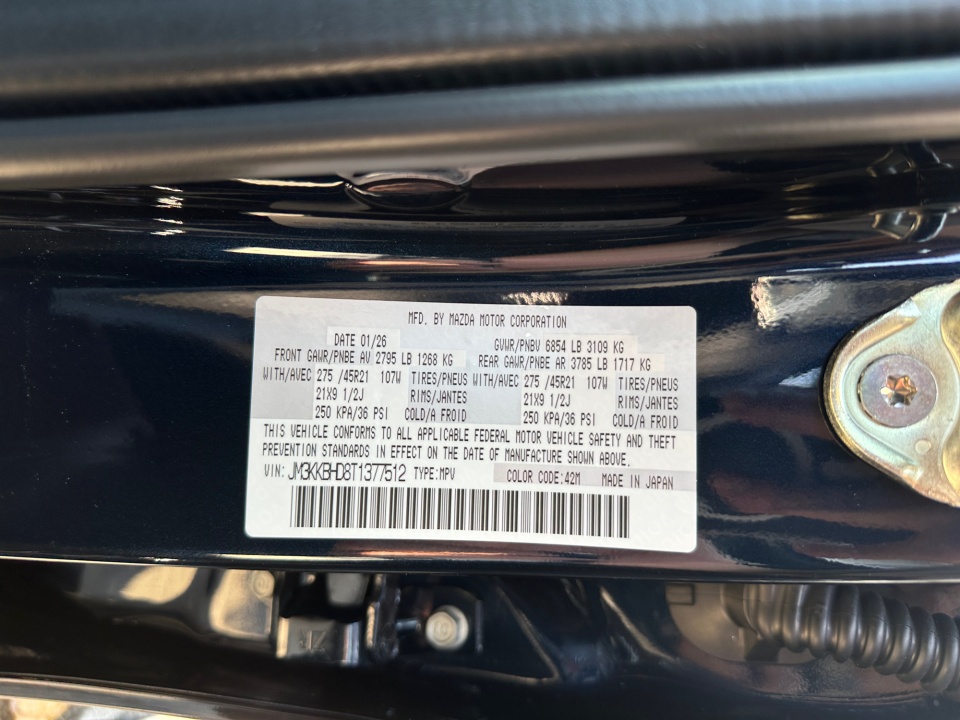 MFD. BY MAZDA MOTOR CORPORATION
DATE 01/26 GVWR/PNBV 6854 LB 3109 KG
FRONT GAWR/PNBE AV 2795 LB 1268 KG REAR GAWR/PNBE AR 3785 LB 1717 KG
WITH/AVEC 275 /45R21 107W TIRES/PNEUS WITH/AVEC 275 /45R21 107W TIRES/PNEUS
21X9 1/2J RIMS/JANTES 21X9 1/2J RIMS/JANTES
250 KPA/36 PSI COLD/A FROID 250 KPA/36 PSI COLD/A FROID
THIS VEHICLE CONFORMS TO ALL APPLICABLE FEDERAL MOTOR VEHICLE SAFETY AND THEFT
PREVENTION STANDARDS IN EFFECT ON THE DATE OF MANUFACTURE SHOWN ABOVE.
VIN: JM3KKBHD8T1377512 TYPE:MPV COLOR CODE:42M MADE IN JAPAN